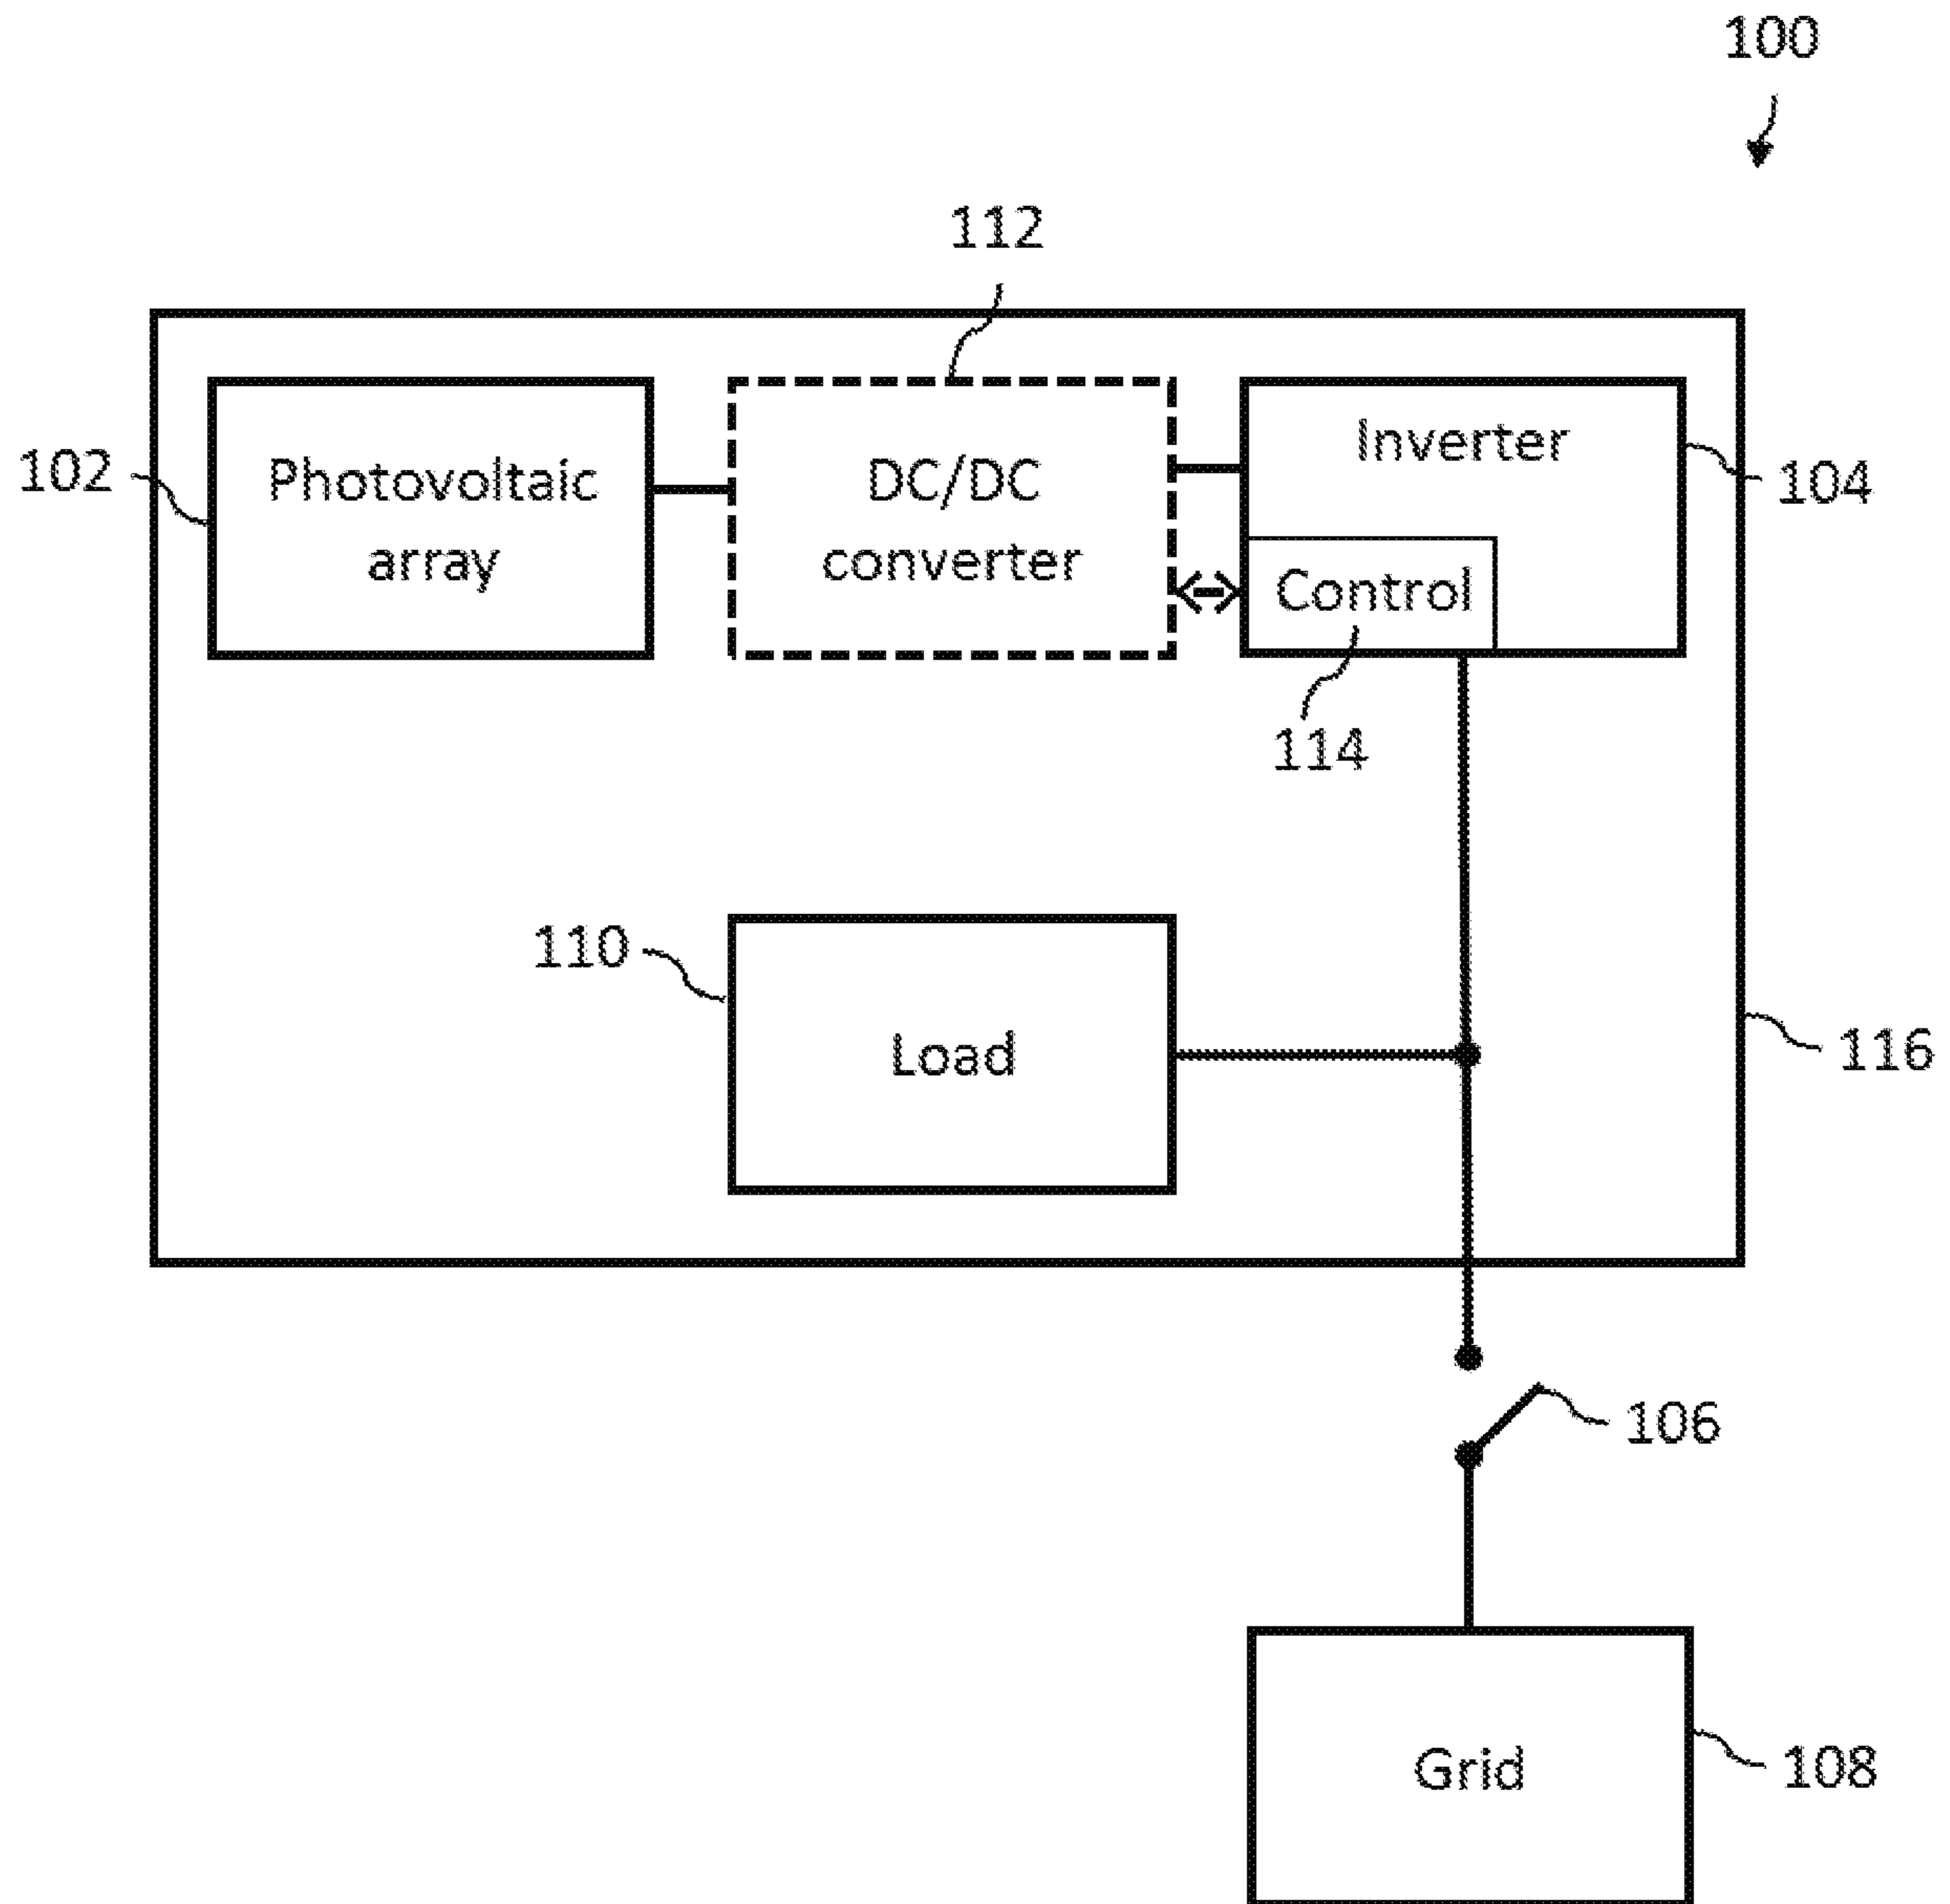 100
112
102
Photovoltaic
array
DC/DC
converter
Inverter
104
Control
114
110
Load
116
106
Grid
108